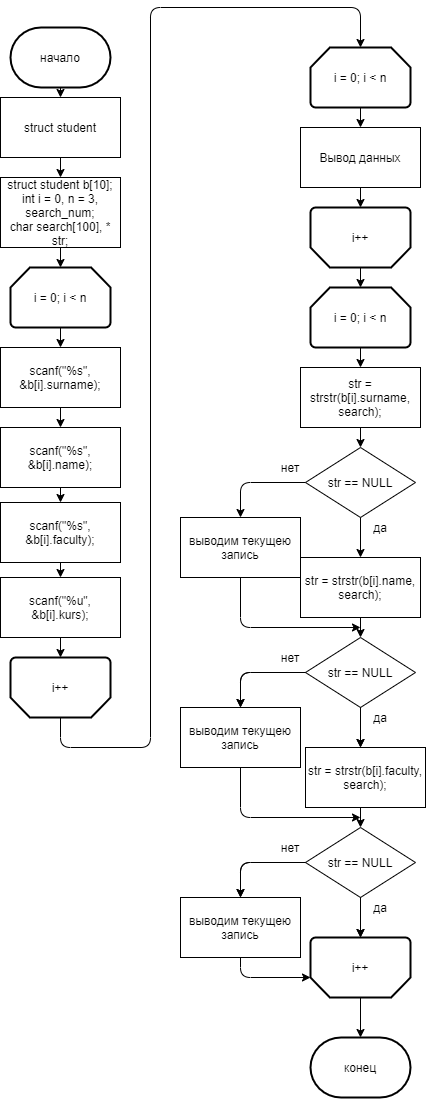 начало
struct student
struct student b[10];
int i = 0, n = 3,
search_num;
char search[100], *
str;
i = 0; i < n
scanf("%s",
&b[i].surname);
scanf("%s",
&b[i].name);
scanf("%s",
&b[i].faculty);
scanf("%u",
&b[i].kurs);
i++
i = 0; i < n
Вывод данных
i++
i = 0; i < n
str =
strstr(b[i].surname,
search);
str == NULL
нет
да
выводим текущею
запись
str = strstr(b[i].name,
search);
str == NULL
нет
да
выводим текущею
запись
str = strstr(b[i].faculty,
search);
str == NULL
нет
да
выводим текущею
запись
i++
конец